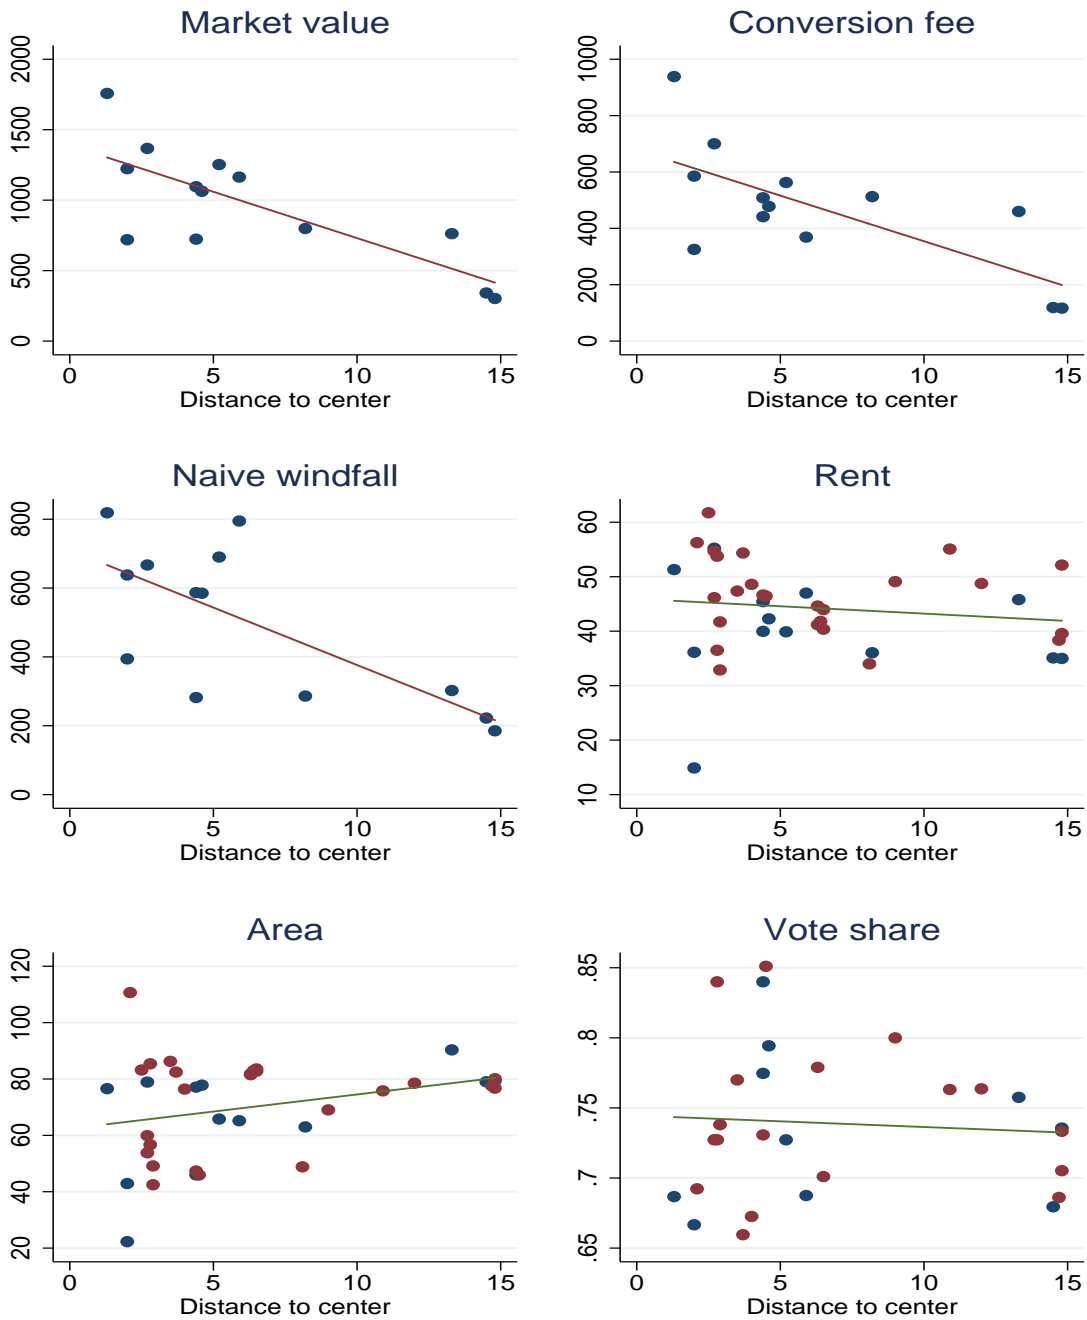 Market value
2000
1500
1000
500
0
0 5 10 15
Distance to center
Conversion fee
1000
800
600
400
200
0
0 5 10 15
Distance to center
Naive windfall
800
600
400
200
0
0 5 10 15
Distance to center
Rent
60
50
40
30
20
10
0 5 10 15
Distance to center
Area
120
100
80
60
40
20
0 5 10 15
Distance to center
Vote share
.85
.8
.75
.7
.65
0 5 10 15
Distance to center